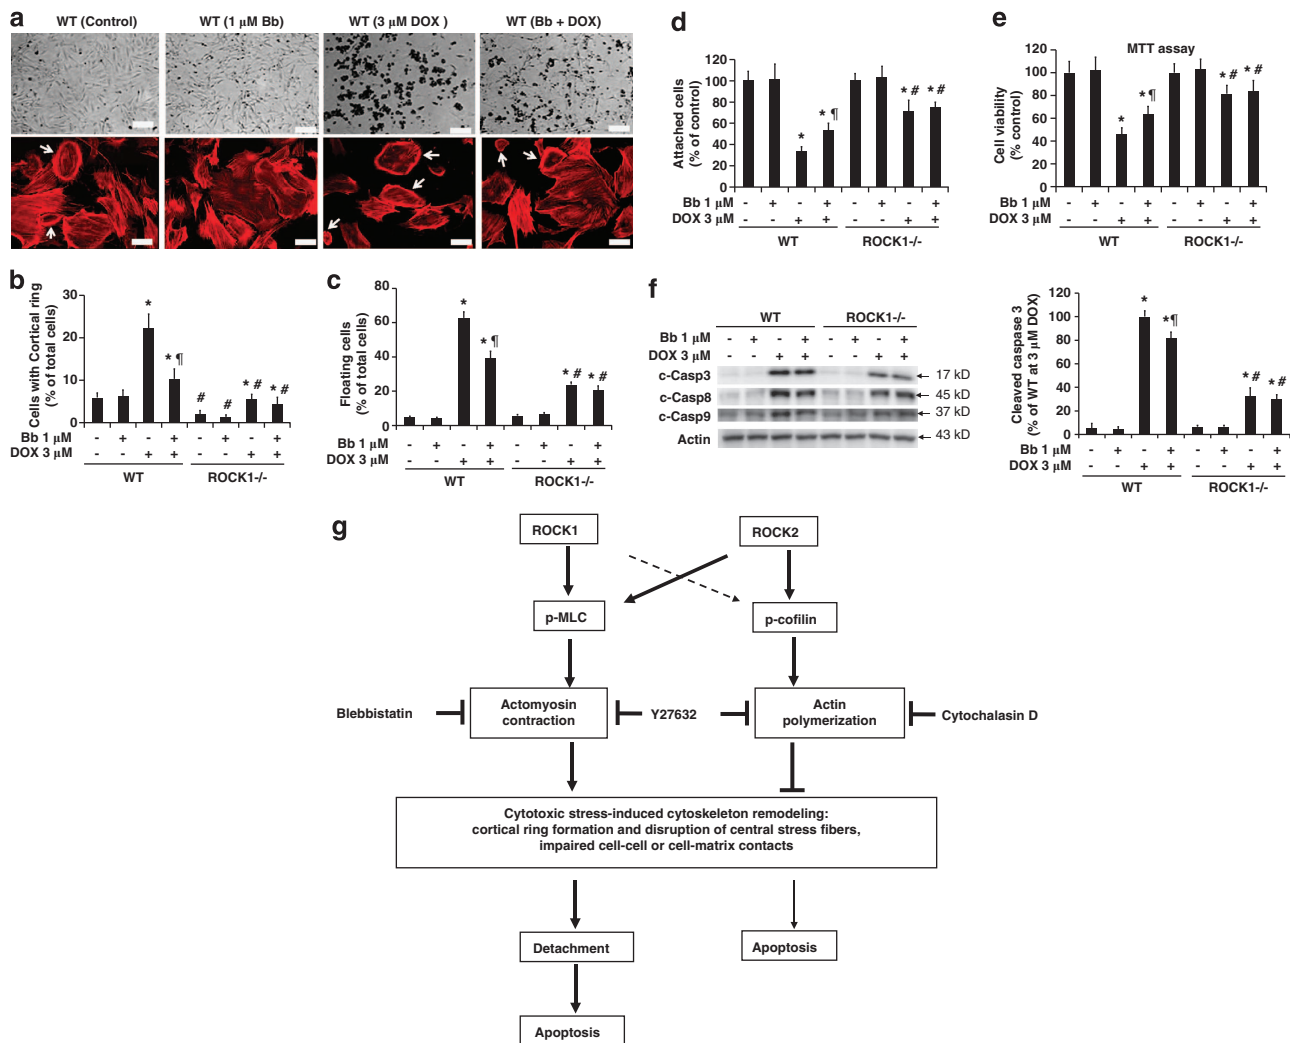 a
WT (Control)
WT (1 µM Bb)
WT (3 µM DOX )
WT (Bb + DOX)
b
Cells with Cortical ring
(% of total cells)
30
20
10
0
* * ¶ # # * # * #
Bb 1 µM - + - + - + - +
DOX 3 µM - - + + - - + +
WT ROCK1-/-
c
Floating cells
(% of total cells)
80
60
40
20
0
* * ¶ * # * #
Bb 1 µM - + - + - + - +
DOX 3 µM - - + + - - + +
WT ROCK1-/-
d
Attached cells
(% of control)
120
100
80
60
40
20
0
* * ¶ * # * #
Bb 1 µM - + - + - + - +
DOX 3 µM - - + + - - + +
WT ROCK1-/-
e
MTT assay
Cell viability
(% of control)
120
100
80
60
40
20
0
* * ¶ * # * #
Bb 1 µM - + - + - + - +
DOX 3 µM - - + + - - + +
WT ROCK1-/-
f
WT ROCK1-/-
Bb 1 µM - + - + - + - +
DOX 3 µM - - + + - - + +
c-Casp3 17 kD
c-Casp8 45 kD
c-Casp9 37 kD
Actin 43 kD
Cleaved caspase 3
(% of WT at 3 µM DOX)
120
100
80
60
40
20
0
* *¶ * # * #
Bb 1 µM - + - + - + - +
DOX 3 µM - - + + - - + +
WT ROCK1-/-
g
ROCK1 ROCK2
p-MLC p-cofilin
Blebbistatin
Actomyosin
contraction
Y27632
Actin
polymerization
Cytochalasin D
Cytotoxic stress-induced cytoskeleton remodeling:
cortical ring formation and disruption of central stress fibers,
impaired cell-cell or cell-matrix contacts
Detachment Apoptosis
Apoptosis